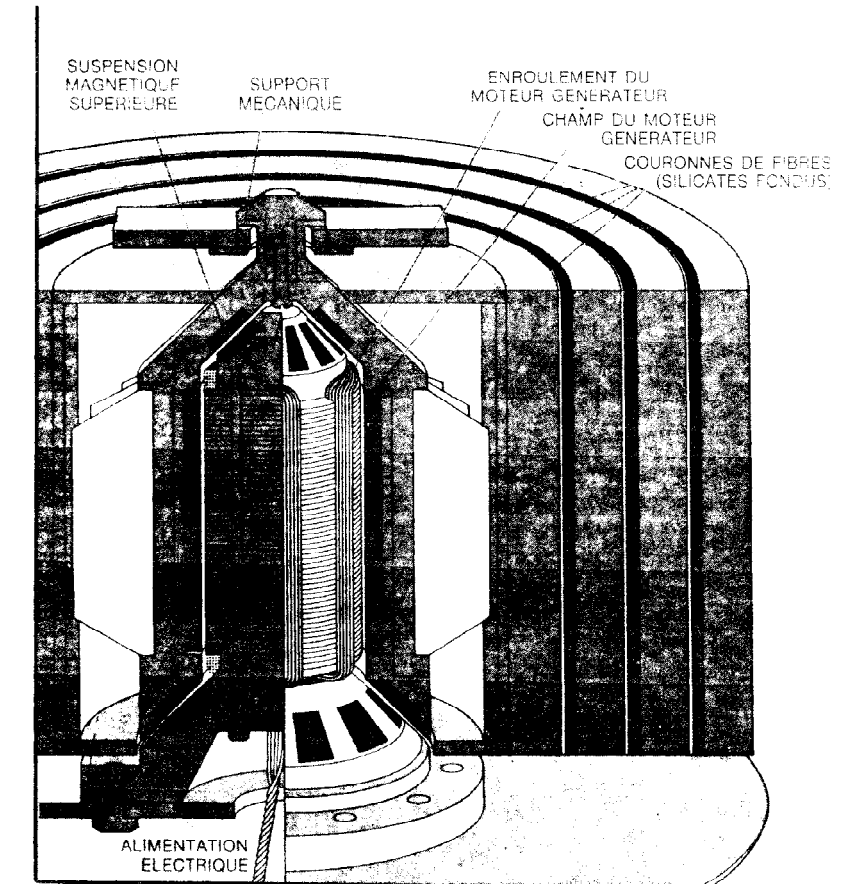 SUSPENSION
MAGNETIQUE
SUPERIEURE
SUPPORT
MECANIQUE
ENROULEMENT DU
MOTEUR GENERATEUR
CHAMP DU MOTEUR
GENERATEUR
COURONNES DE FIBRES
(SILICATES FONDUS)
ALIMENTATION
ELECTRIQUE